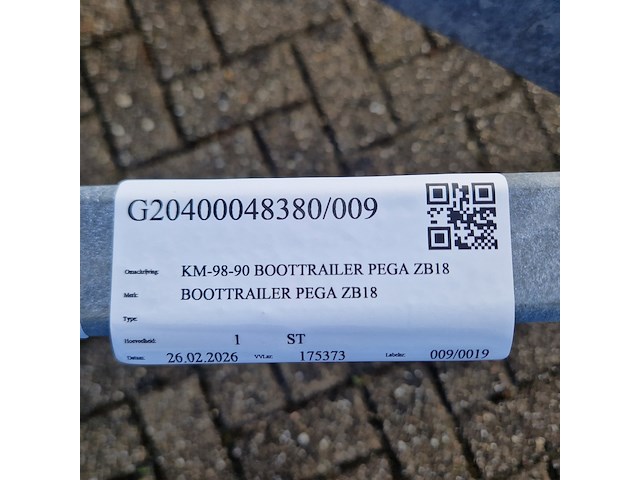 G20400048380/009
Omschrijving: KM-98-90 BOOTTRAILER PEGA ZB18
Merk: BOOTTRAILER PEGA ZB18
Type:
Hoeveelheid: 1 ST
Datum: 26.02.2026 VVLnr: 175373 Labelnr: 009/0019